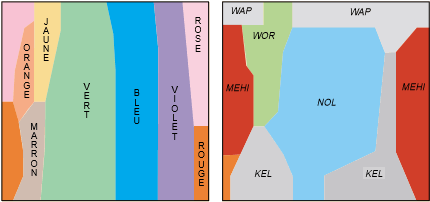 ORANGE
JAUNE
MARRON
VERT
BLEU
VIOLET
ROSE
ROUGE
WAP
WAP
WOR
MEHI
NOL
MEHI
KEL
KEL